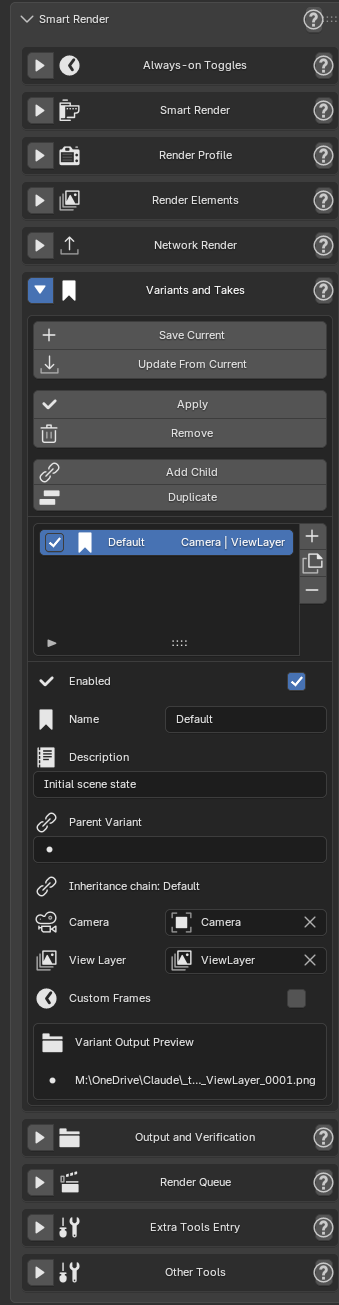 Smart Render
Always-on Toggles
Smart Render
Render Profile
Render Elements
Network Render
Variants and Takes
Save Current
Update From Current
Apply
Remove
Add Child
Duplicate
Default Camera | ViewLayer
Enabled
Name Default
Description
Initial scene state
Parent Variant
Inheritance chain: Default
Camera Camera
View Layer ViewLayer
Custom Frames
Variant Output Preview
M:\OneDrive\Claude\_t..._ViewLayer_0001.png
Output and Verification
Render Queue
Extra Tools Entry
Other Tools